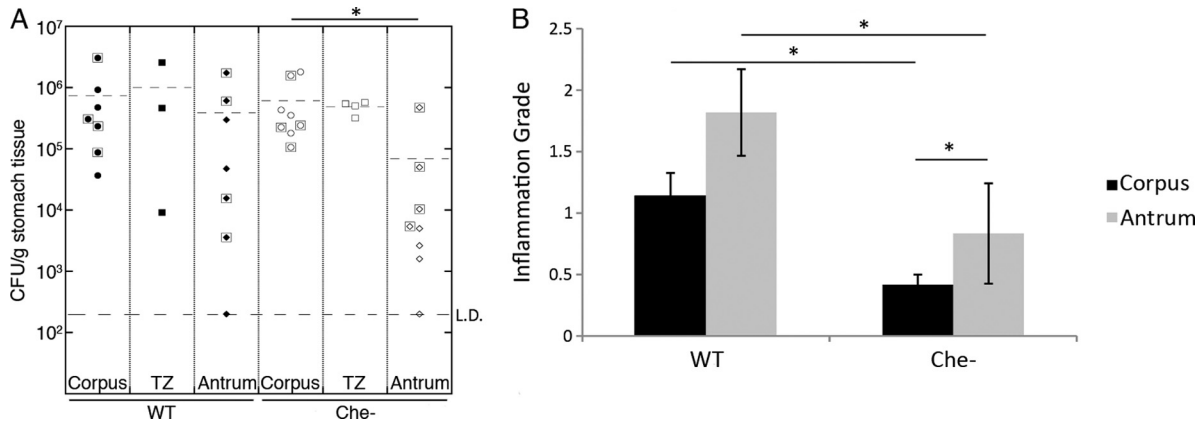 A
*
CFU/g stomach tissue
10⁷
10⁶
10⁵
10⁴
10³
10²
L.D.
Corpus TZ Antrum Corpus TZ Antrum
WT Che-
B
Inflammation Grade
2.5
2
1.5
1
0.5
0
*
*
*
Corpus
Antrum
WT Che-